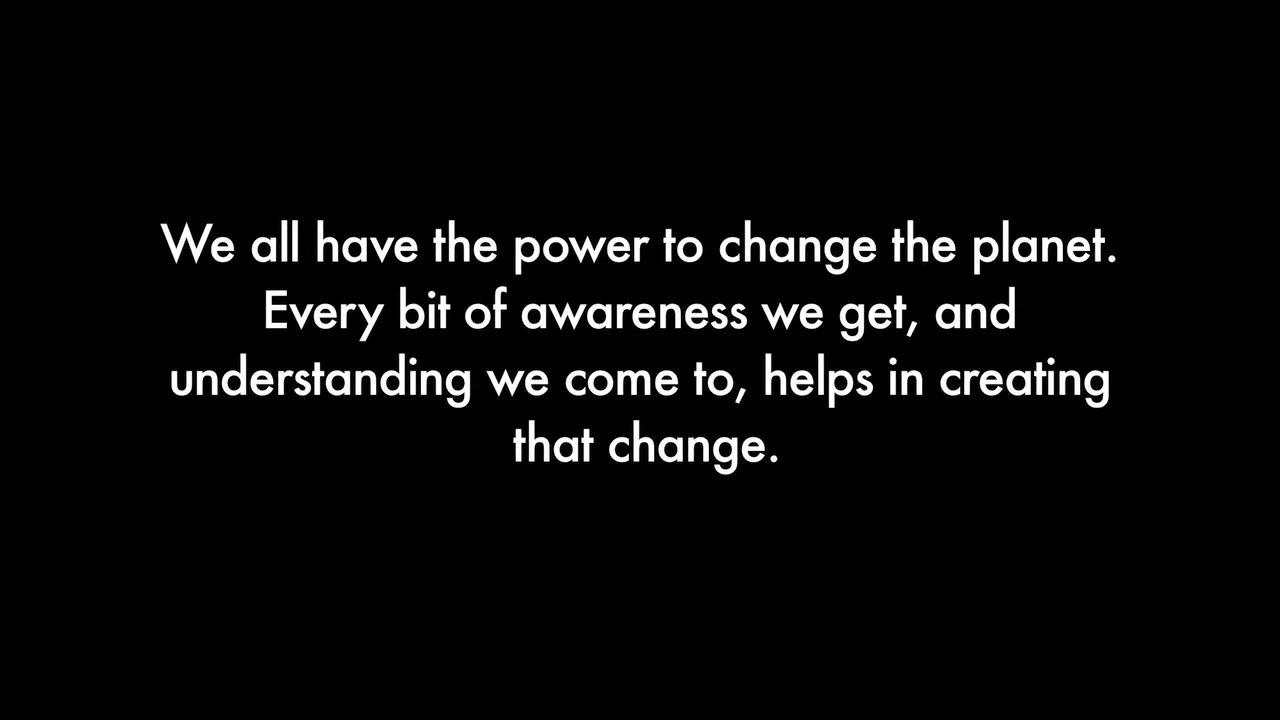 We all have the power to change the planet.
Every bit of awareness we get, and
understanding we come to, helps in creating
that change.